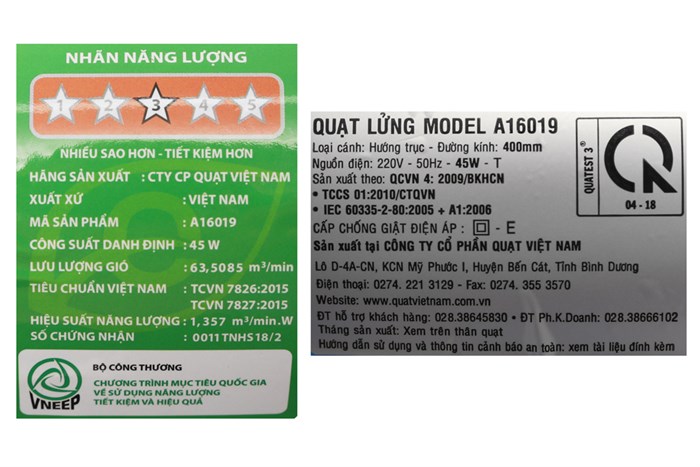 NHÃN NĂNG LƯỢNG
1 2 3 4 5
NHIỀU SAO HƠN - TIẾT KIỆM HƠN
HÃNG SẢN XUẤT : CTY CP QUẠT VIỆT NAM
XUẤT XỨ : VIỆT NAM
MÃ SẢN PHẨM : A16019
CÔNG SUẤT DANH ĐỊNH : 45 W
LƯU LƯỢNG GIÓ : 63,5085 m³/min
TIÊU CHUẨN VIỆT NAM : TCVN 7826:2015
TCVN 7827:2015
HIỆU SUẤT NĂNG LƯỢNG : 1,357 m³/min.W
SỐ CHỨNG NHẬN : 0011TNHS18/2
VNEEP
BỘ CÔNG THƯƠNG
CHƯƠNG TRÌNH MỤC TIÊU QUỐC GIA
VỀ SỬ DỤNG NĂNG LƯỢNG
TIẾT KIỆM VÀ HIỆU QUẢ
QUẠT LỬNG MODEL A16019
Loại cánh: Hướng trục - Đường kính: 400mm
Nguồn điện: 220V - 50Hz - 45W - T
Sản xuất theo: QCVN 4: 2009/BKHCN
• TCCS 01:2010/CTQVN
• IEC 60335-2-80:2005 + A1:2006
CẤP CHỐNG GIẬT ĐIỆN ÁP : - E
Sản xuất tại CÔNG TY CỔ PHẦN QUẠT VIỆT NAM
Lô D-4A-CN, KCN Mỹ Phước I, Huyện Bến Cát, Tỉnh Bình Dương
Điện thoại: 0274. 221 3129 - Fax: 0274. 355 3570
Website: www.quatvietnam.com.vn
ĐT hỗ trợ khách hàng: 028.38645830 • ĐT Ph.K.Doanh: 028.38666102
Tháng sản xuất: Xem trên thân quạt
Hướng dẫn sử dụng và thông tin cảnh báo an toàn: xem tài liệu đính kèm
QUATEST 3®
CR
04 - 18